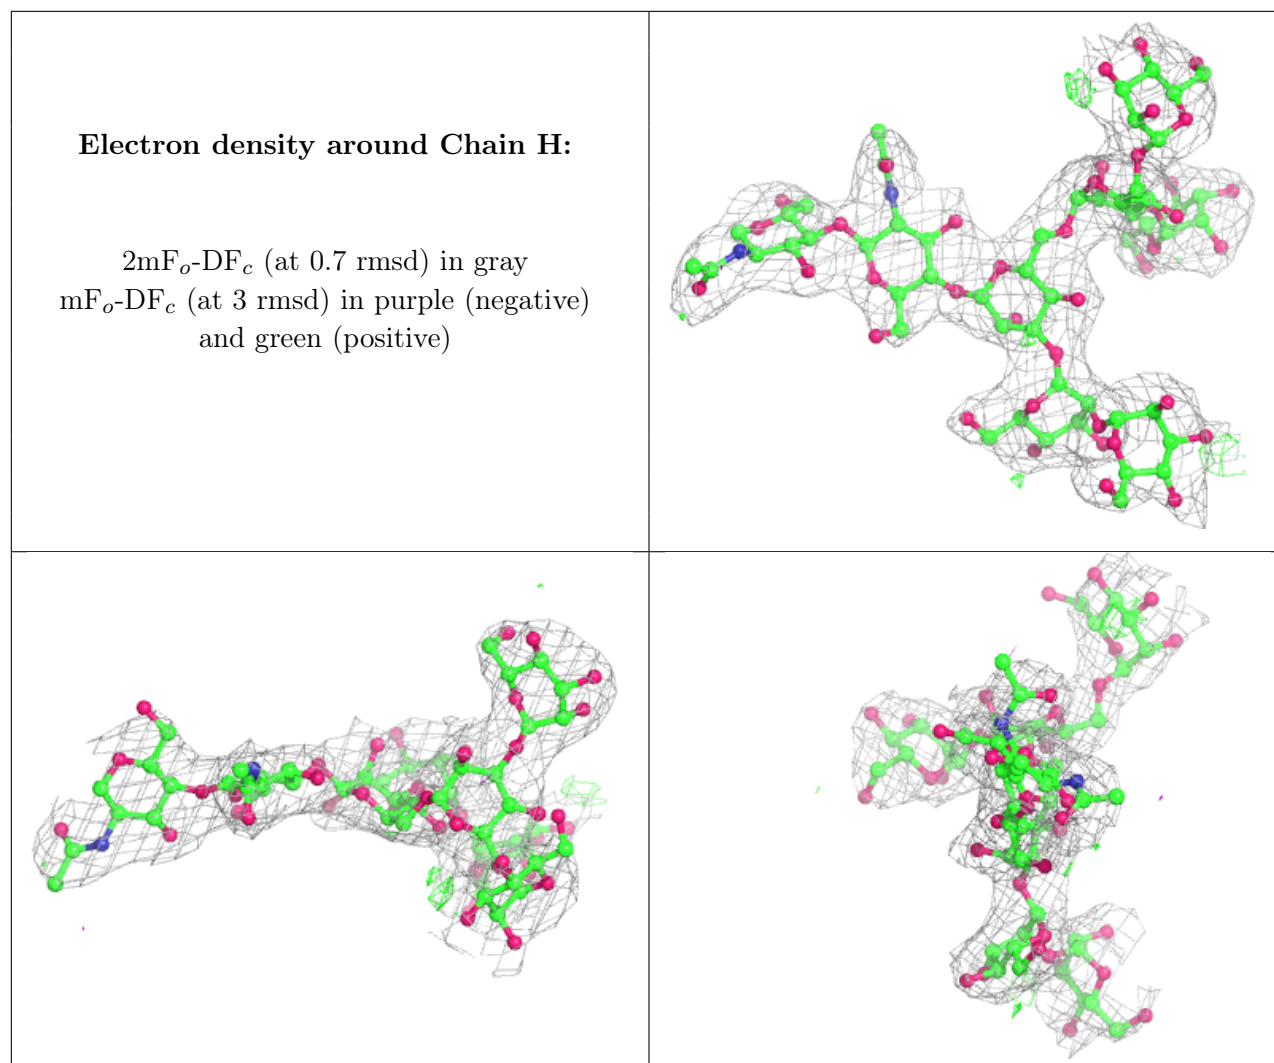 Electron density around Chain H:
2mFₒ-DF𝒸 (at 0.7 rmsd) in gray
mFₒ-DF𝒸 (at 3 rmsd) in purple (negative)
and green (positive)